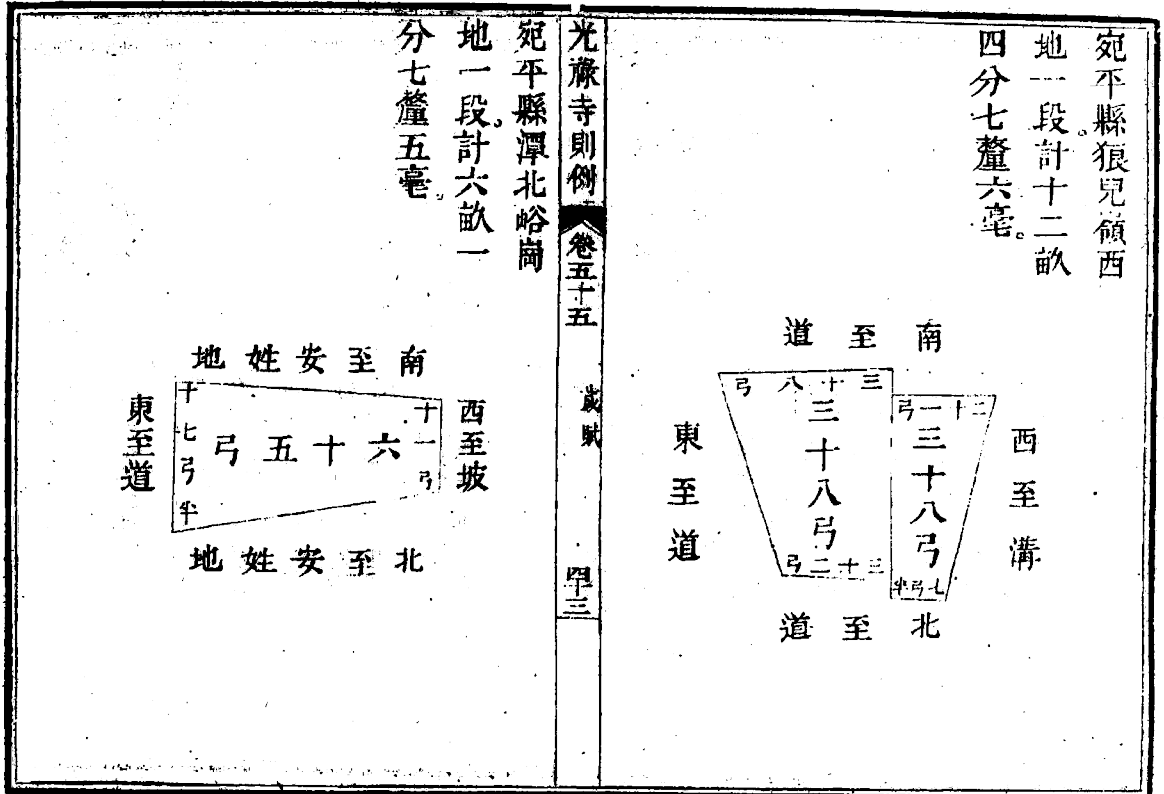 宛平縣狼兒嶺西
地一段計十二畝
四分七釐六毫。
南至道
三十八弓
三十八弓
三十二弓
二十一弓
三十八弓
七弓半
東至道
西至溝
北至道
光祿寺則例
卷五十五
歲賦
四十三
宛平縣潭北峪崗
地一段計六畝一
分七釐五毫。
南至安姓地
西至坡
十一弓
六十五弓
十七弓半
東至道
北至安姓地